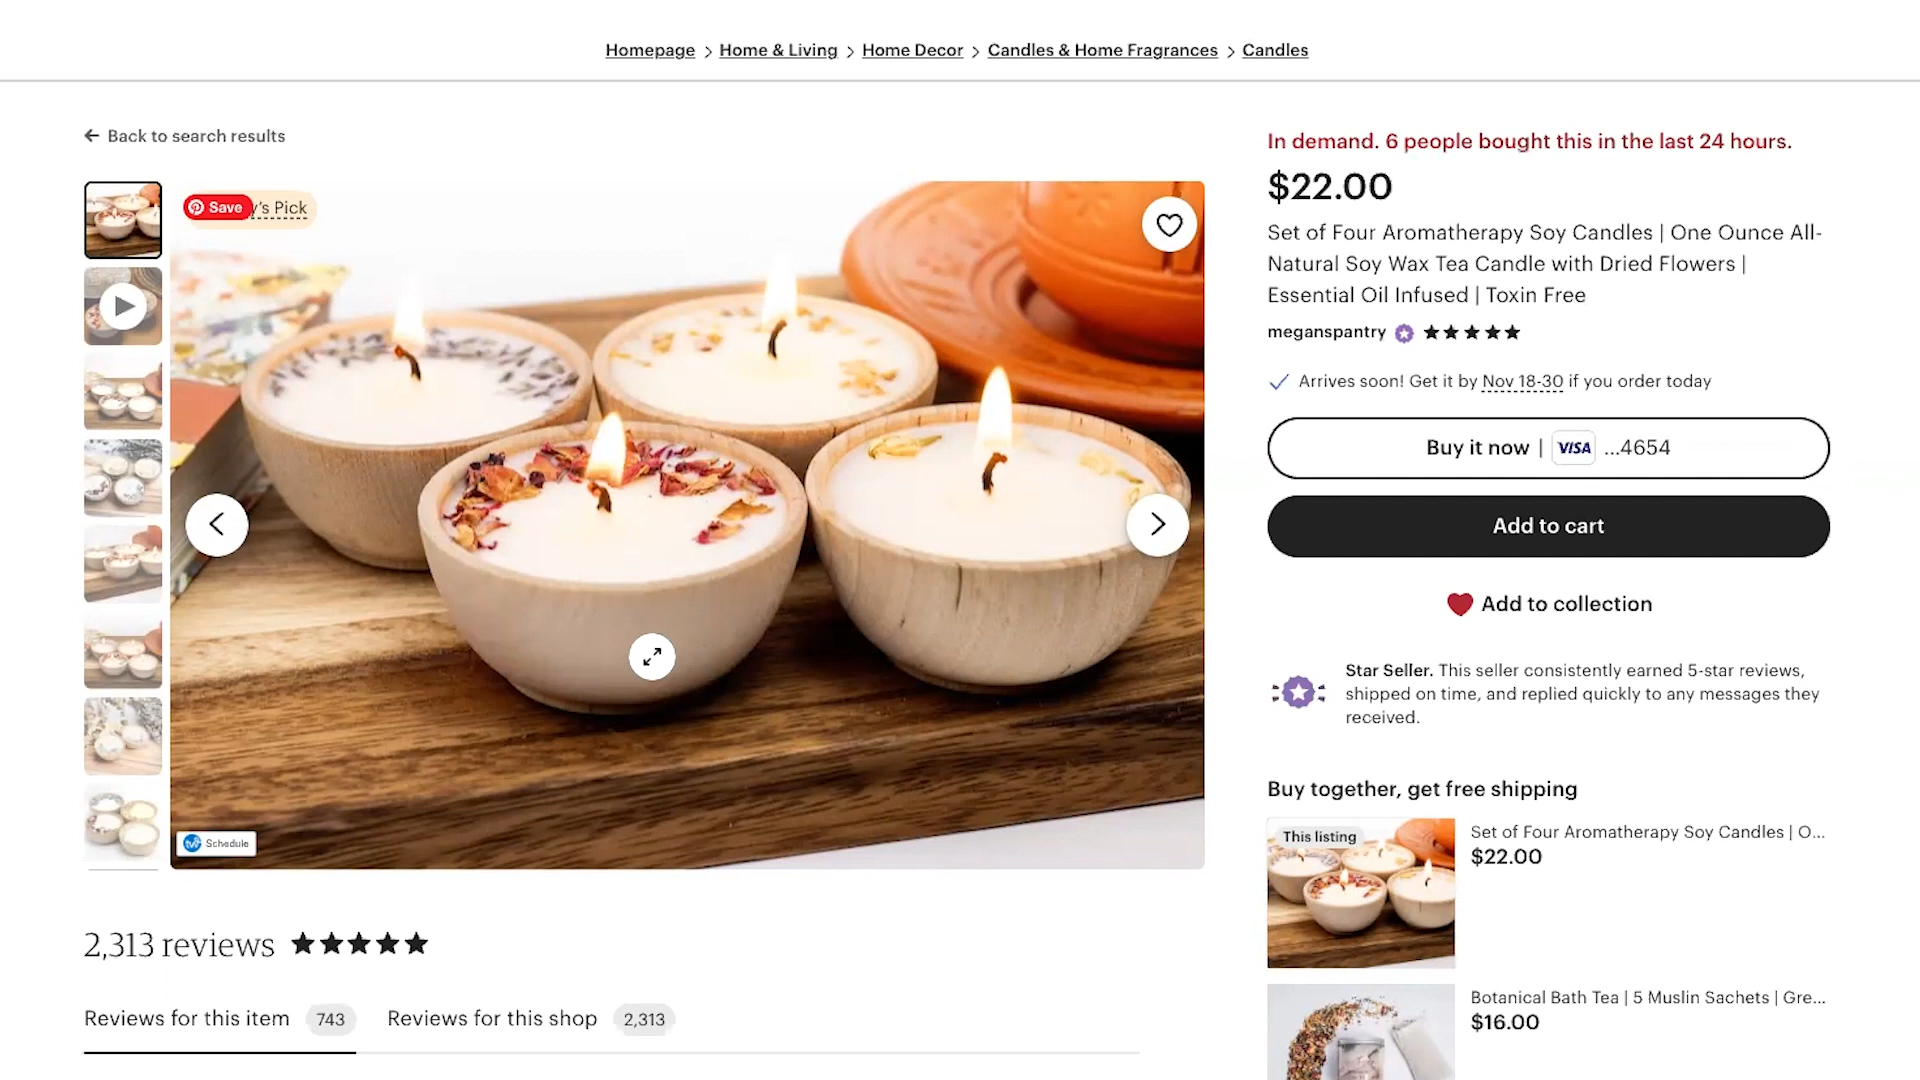 Homepage > Home & Living > Home Decor > Candles & Home Fragrances > Candles
Back to search results
Save
y's Pick
Schedule
2,313 reviews
Reviews for this item 743 Reviews for this shop 2,313
In demand. 6 people bought this in the last 24 hours.
$22.00
Set of Four Aromatherapy Soy Candles | One Ounce All-
Natural Soy Wax Tea Candle with Dried Flowers |
Essential Oil Infused | Toxin Free
meganspantry
Arrives soon! Get it by Nov 18-30 if you order today
Buy it now | VISA ...4654
Add to cart
Add to collection
Star Seller. This seller consistently earned 5-star reviews,
shipped on time, and replied quickly to any messages they
received.
Buy together, get free shipping
This listing
Set of Four Aromatherapy Soy Candles | O...
$22.00
Botanical Bath Tea | 5 Muslin Sachets | Gre...
$16.00